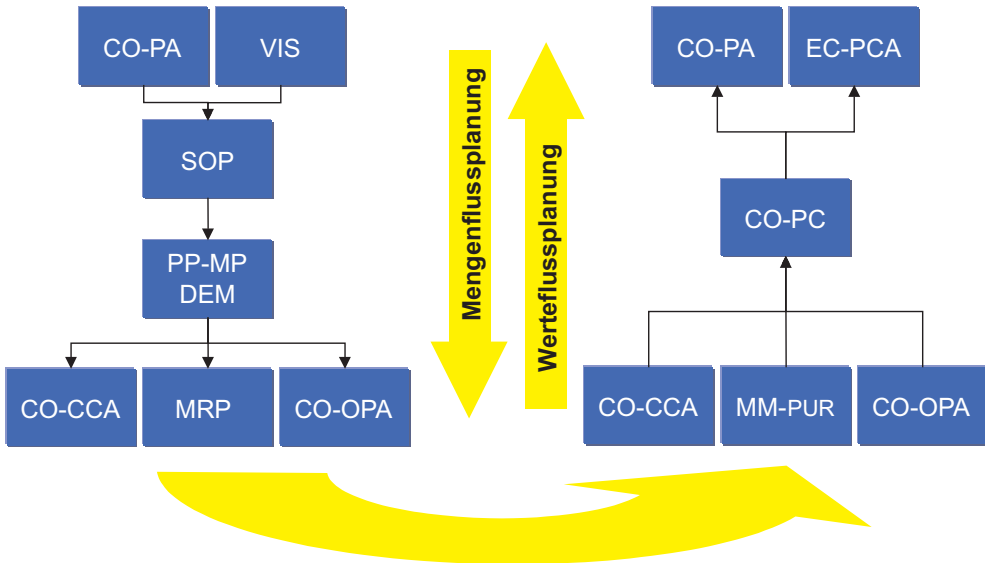 CO-PA
VIS
SOP
PP-MP
DEM
CO-CCA
MRP
CO-OPA
Mengenflussplanung
Werteflussplanung
CO-PA
EC-PCA
CO-PC
CO-CCA
MM-PUR
CO-OPA